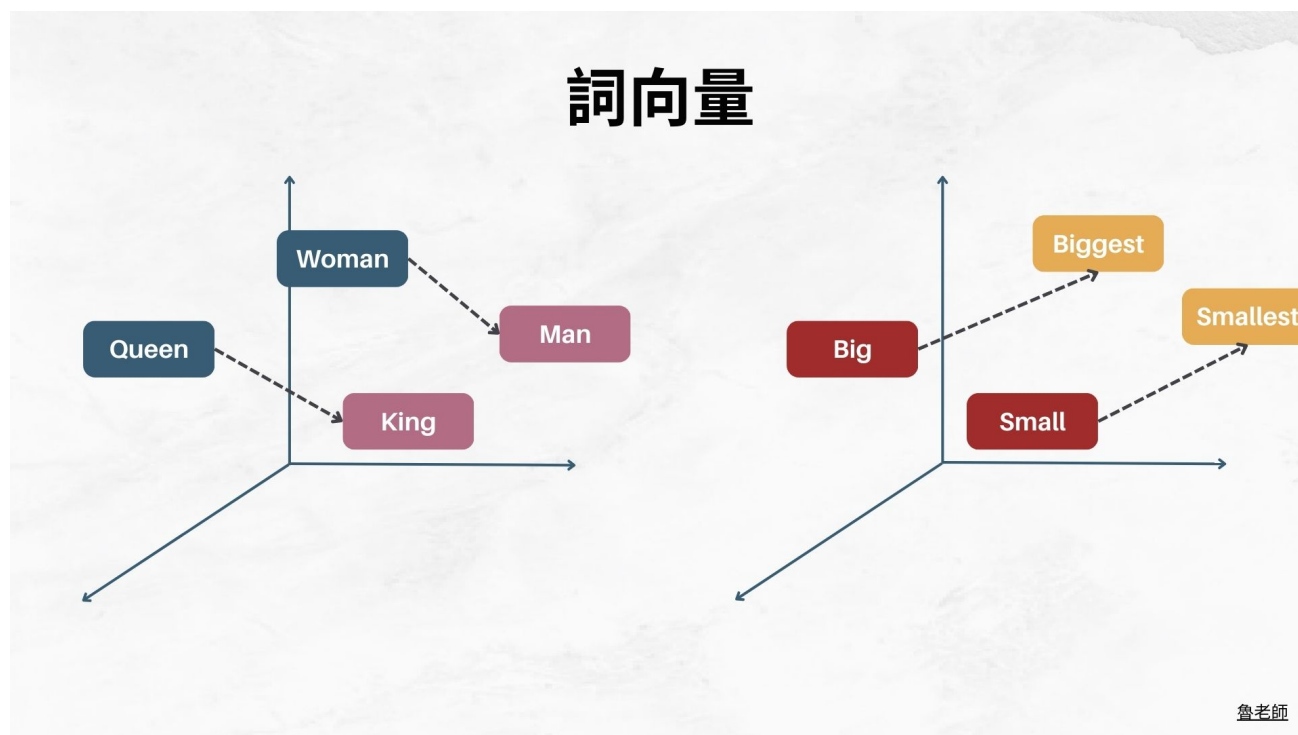 詞向量
Woman
Man
Queen
King
Biggest
Smallest
Big
Small
魯老師